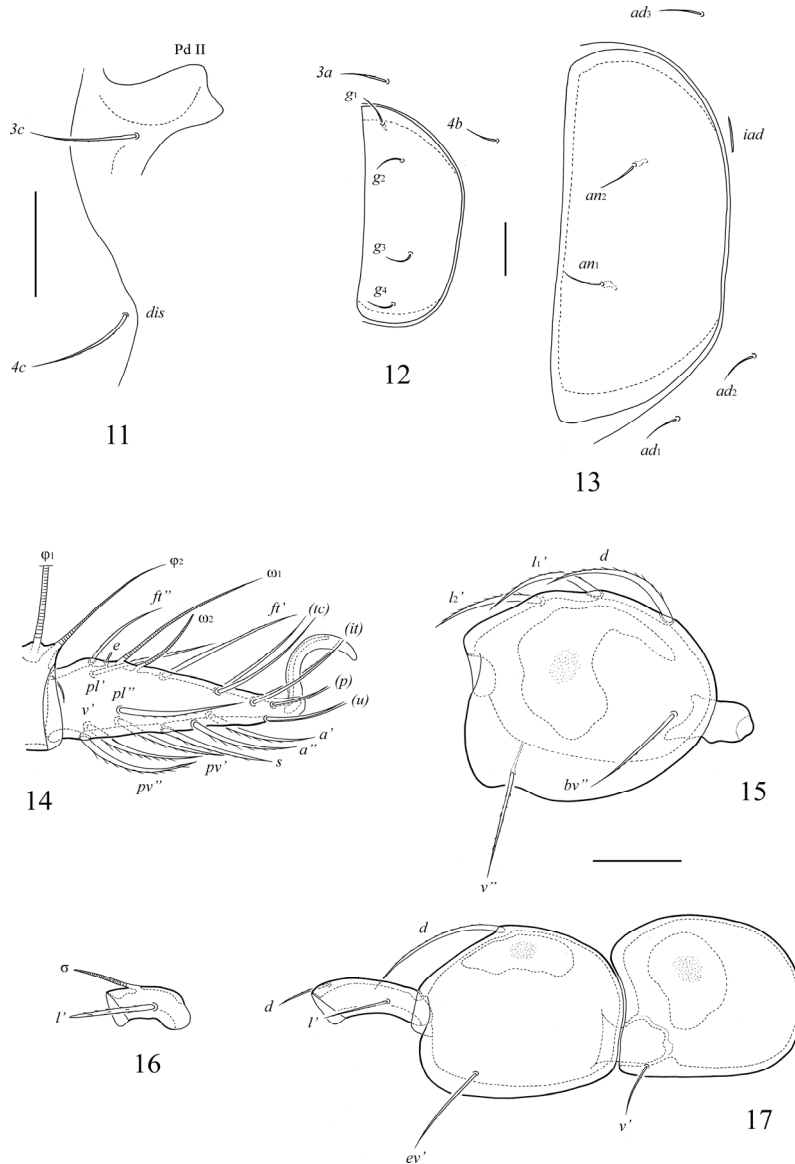 Pd II
3c
dis
4c
11
3a
g1
4b
g2
g3
g4
12
ad3
iad
an2
an1
ad2
ad1
13
φ1
φ2
ω1
ft”
ω2
ft’
(tc)
e
(it)
pl’
pl”
(p)
v’
(u)
a’
a”
pv’
s
pv”
14
l1’
d
l2’
bv”
15
v”
σ
l’
16
d
d
l’
v’
ev’
17